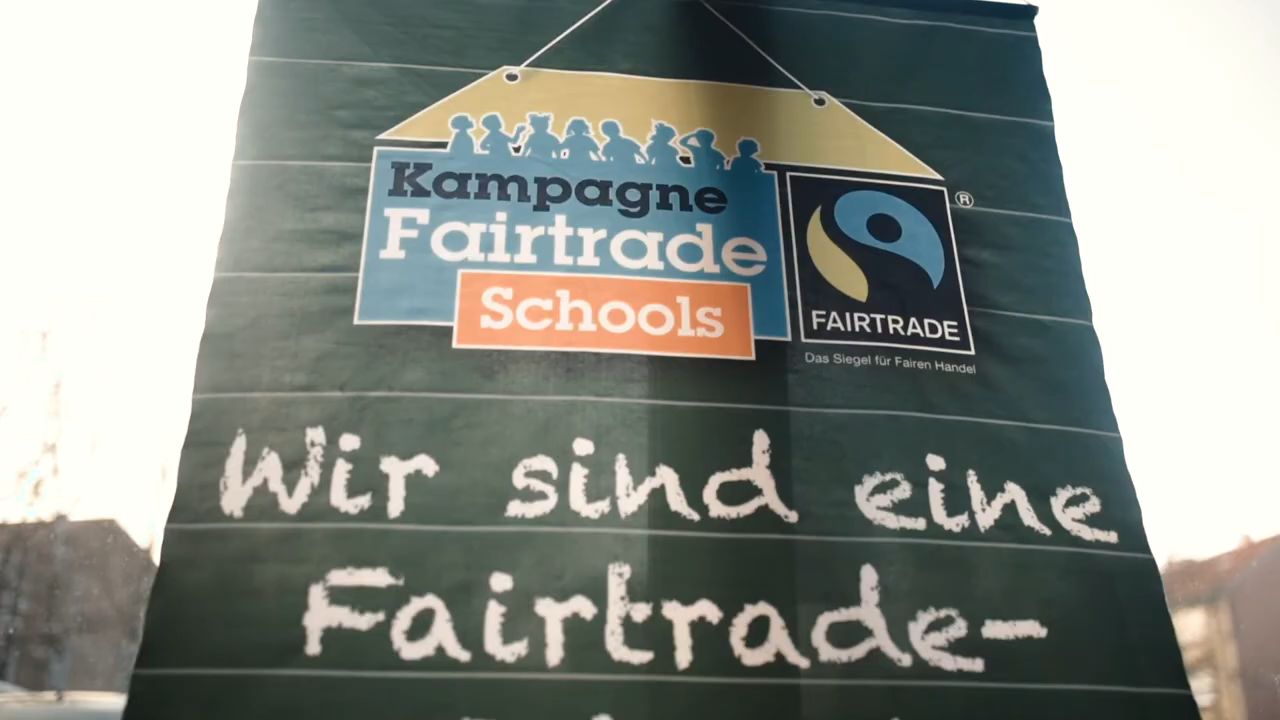 Kampagne
Fairtrade
Schools
®
FAIRTRADE
Das Siegel für Fairen Handel
Wir sind eine
Fairtrade-